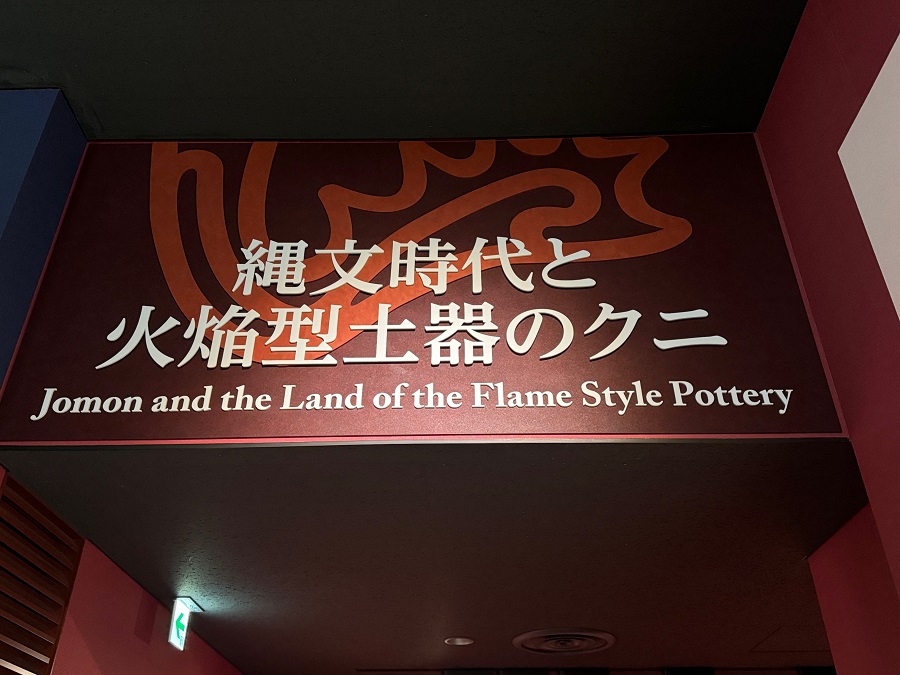 縄文時代と
火焔型土器のクニ
Jomon and the Land of the Flame Style Pottery